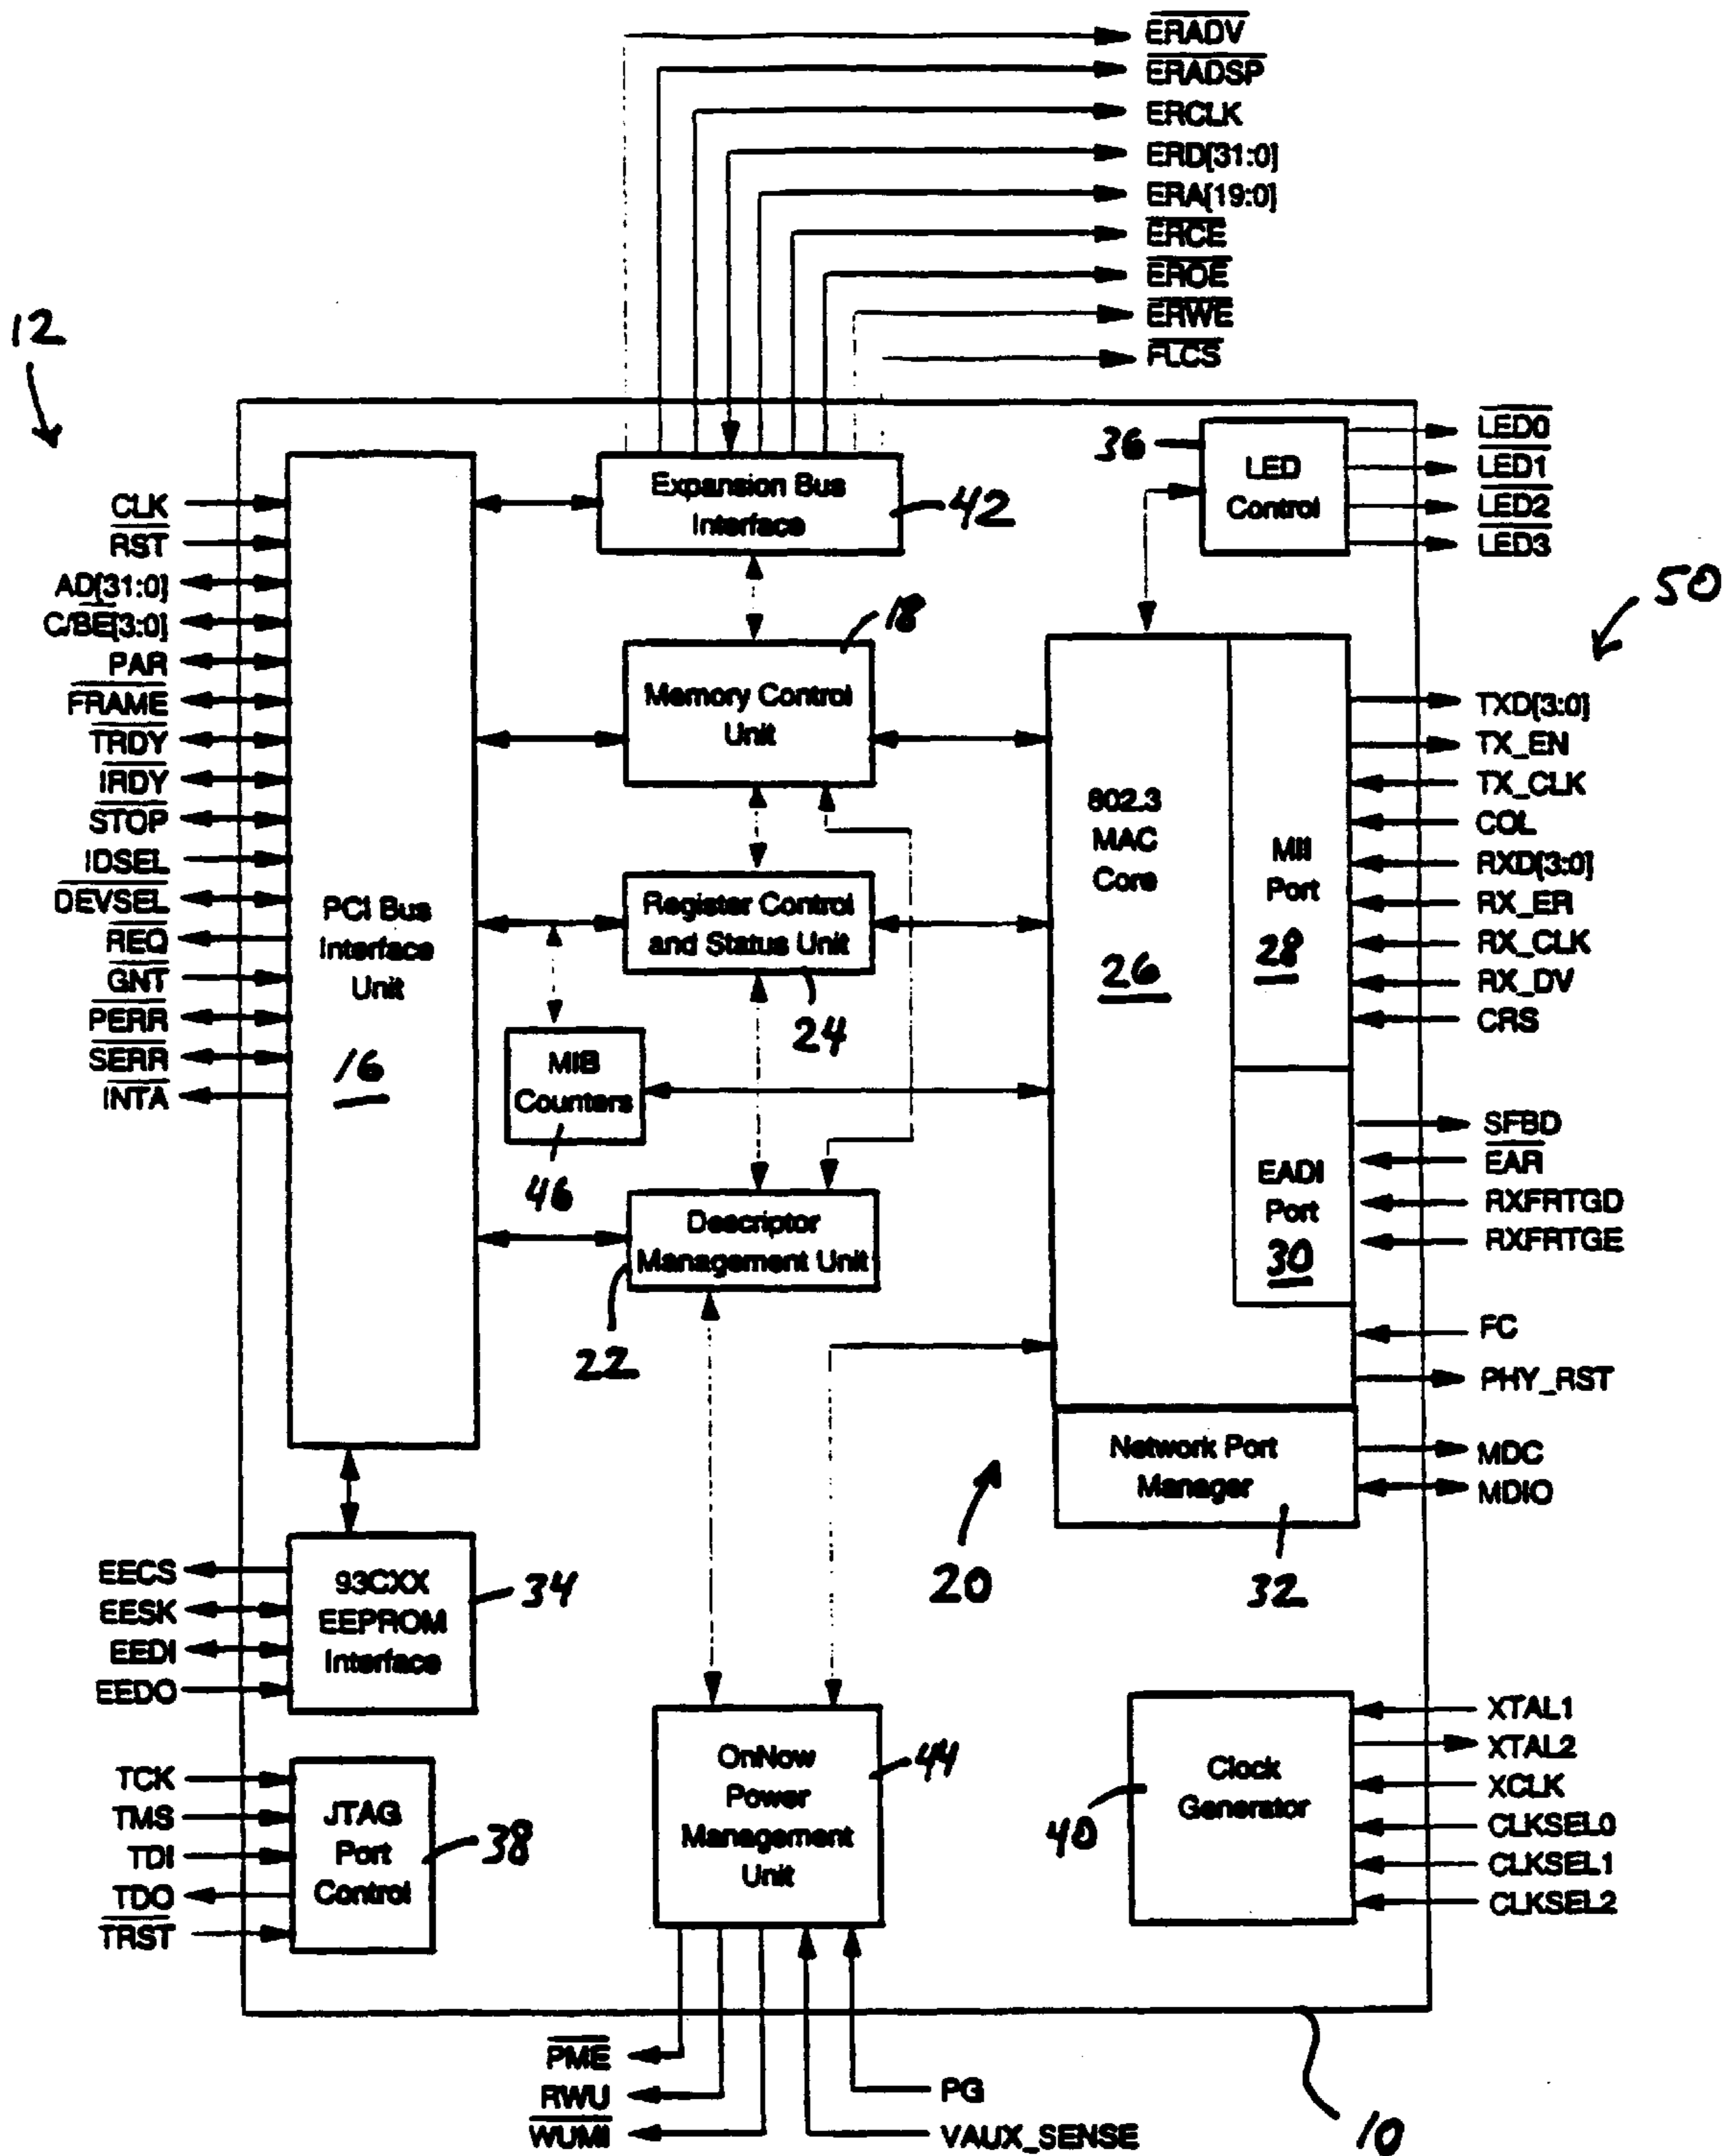 ERADV
ERADSP
ERCLK
ERD[31:0]
ERA[19:0]
ERCE
EROE
ERWE
FLCS
12
CLK
RST
AD[31:0]
C/BE[3:0]
PAR
FRAME
TRDY
IRDY
STOP
IDSEL
DEVSEL
REQ
GNT
PERR
SERR
INTA
PCI Bus
Interface
Unit
16
Expansion Bus
Interface
42
18
Memory Control
Unit
Register Control
and Status Unit
24
MIB
Counters
46
Descriptor
Management Unit
22
36
LED
Control
LED0
LED1
LED2
LED3
50
802.3
MAC
Core
26
MII
Port
28
TXD[3:0]
TX_EN
TX_CLK
COL
RXD[3:0]
RX_ER
RX_CLK
RX_DV
CRS
EADI
Port
30
SFBD
EAR
RXFRTGD
RXFRTGE
FC
PHY_RST
Network Port
Manager
MDC
MDIO
20
32
EECS
EESK
EEDI
EEDO
93CXX
EEPROM
Interface
34
TCK
TMS
TDI
TDO
TRST
JTAG
Port
Control
38
OnNow
Power
Management
Unit
44
40
Clock
Generator
XTAL1
XTAL2
XCLK
CLKSEL0
CLKSEL1
CLKSEL2
PME
RWU
WUMI
PG
VAUX_SENSE
10